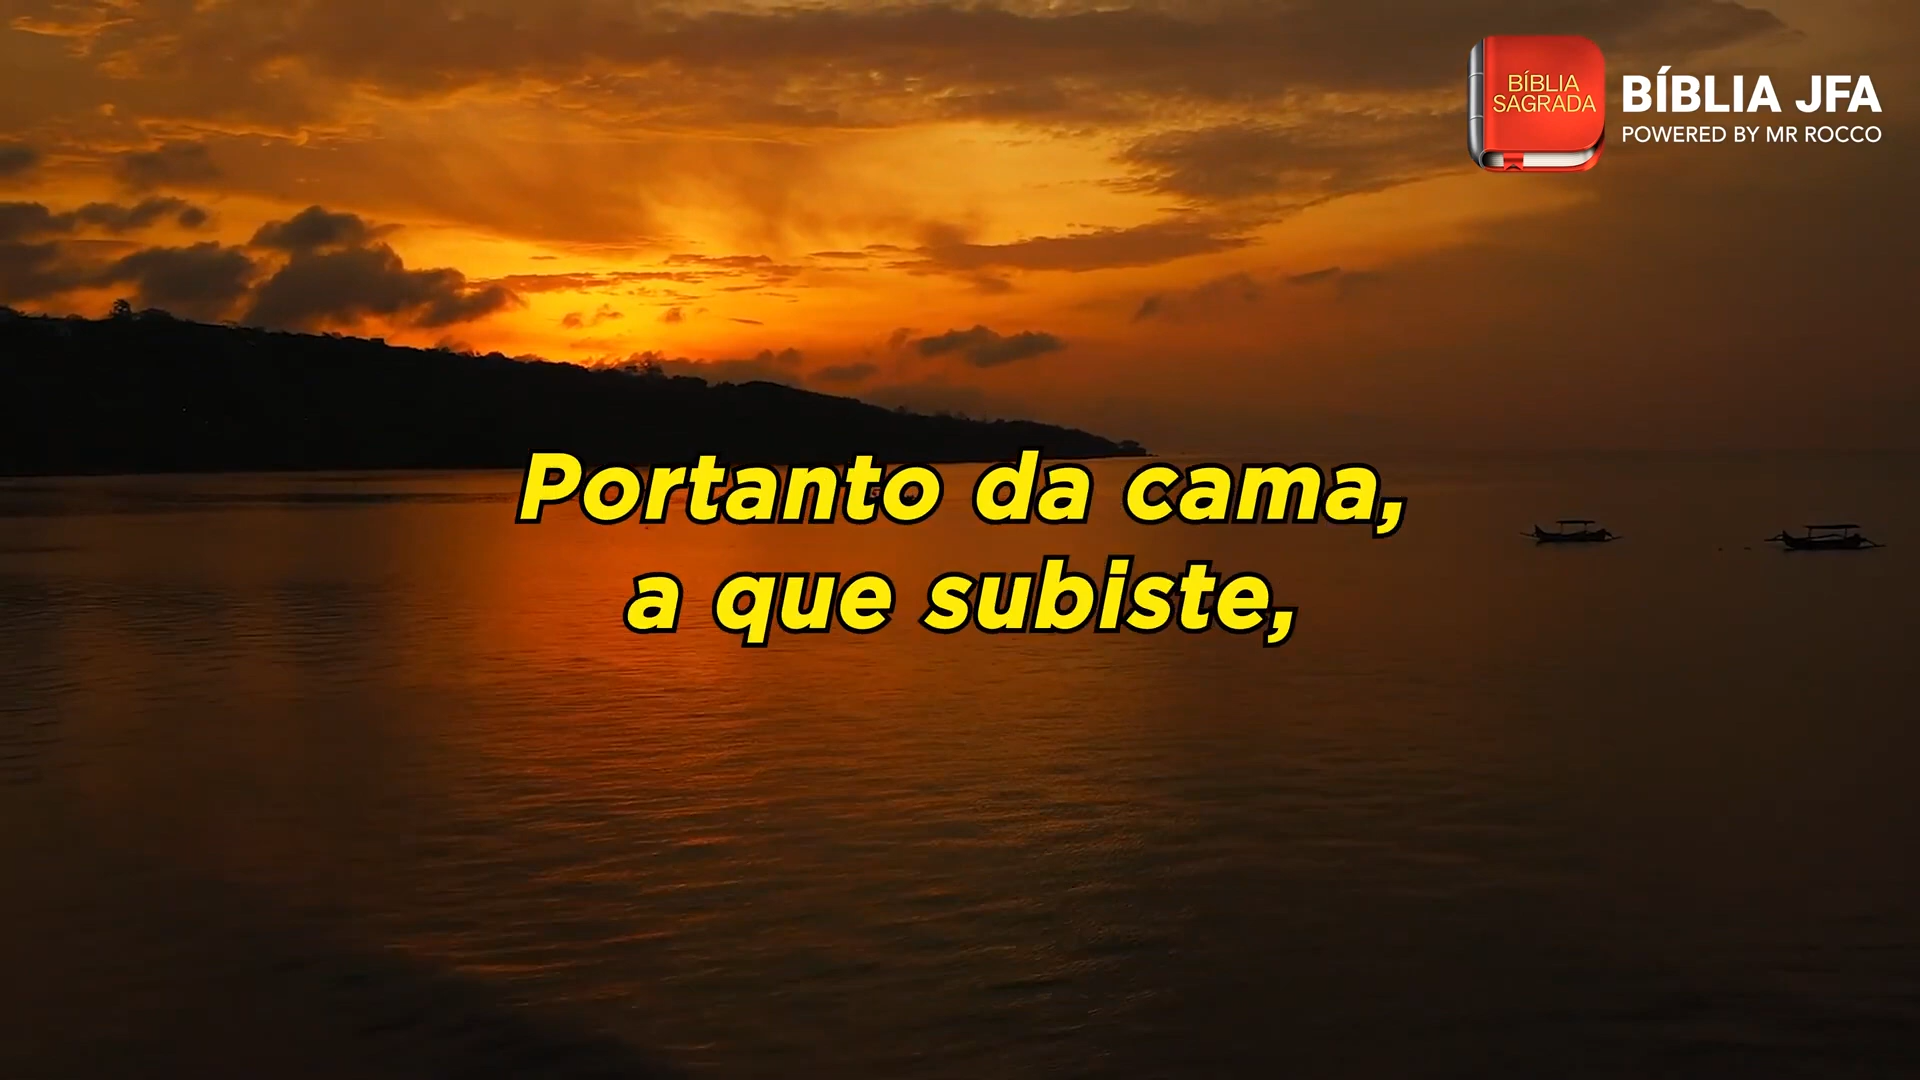 BÍBLIA
SAGRADA
BÍBLIA JFA
POWERED BY MR ROCCO
Portanto da cama,
a que subiste,